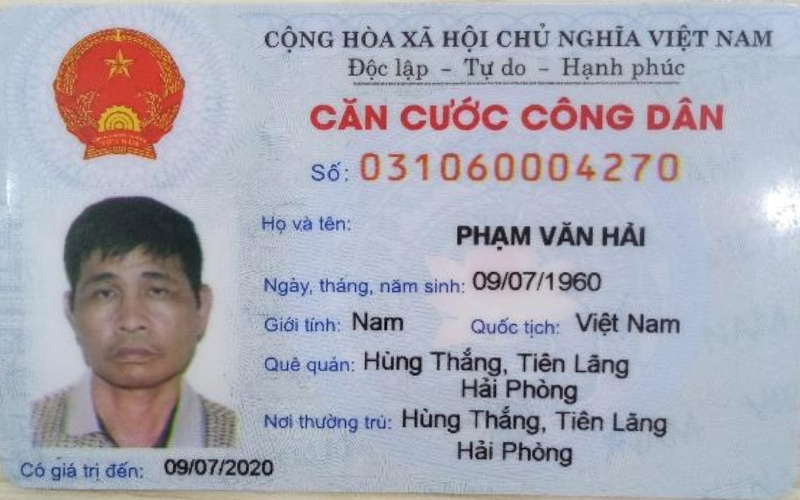 CỘNG HÒA XÃ HỘI CHỦ NGHĨA VIỆT NAM
Độc lập - Tự do - Hạnh phúc
CĂN CƯỚC CÔNG DÂN
Số: 031060004270
Họ và tên: PHẠM VĂN HẢI
Ngày, tháng, năm sinh: 09/07/1960
Giới tính: Nam Quốc tịch: Việt Nam
Quê quán: Hùng Thắng, Tiên Lãng
Hải Phòng
Nơi thường trú: Hùng Thắng, Tiên Lãng
Hải Phòng
Có giá trị đến: 09/07/2020